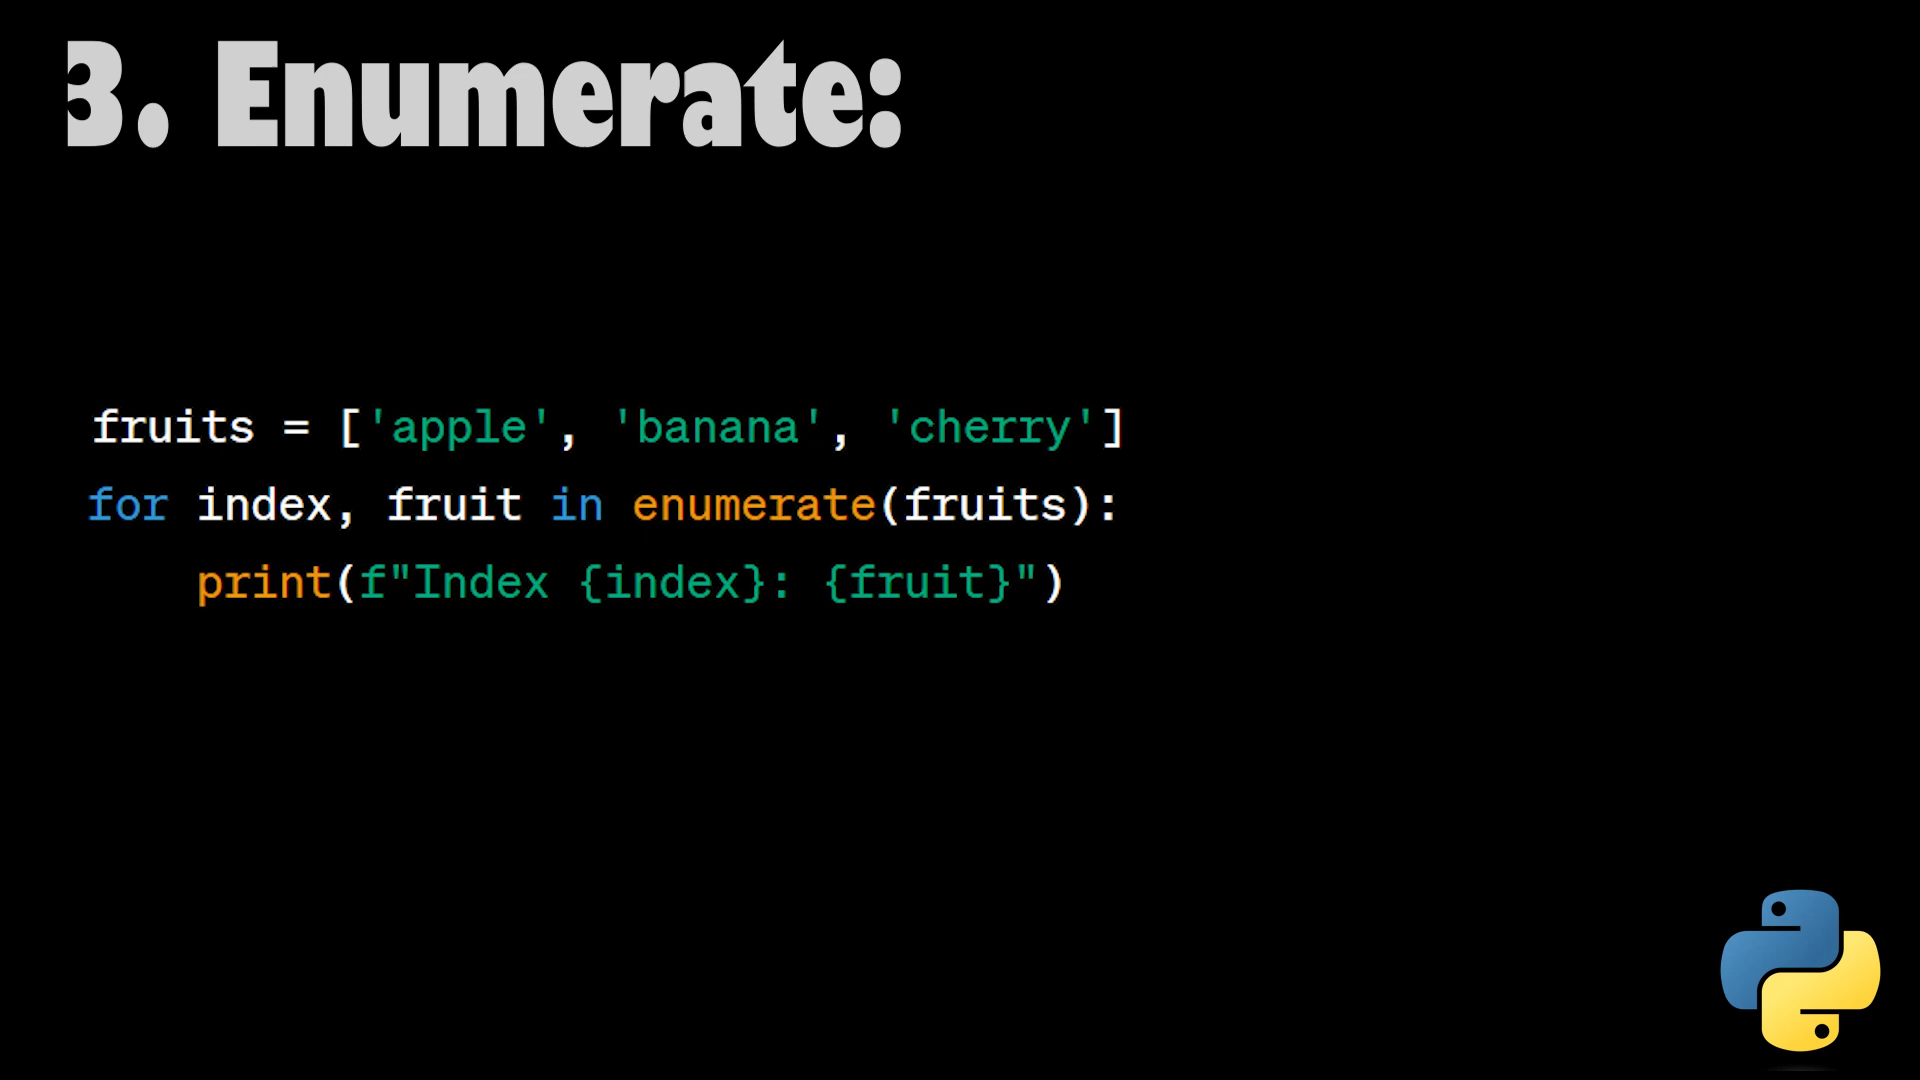 3. Enumerate:
fruits = ['apple', 'banana', 'cherry']
for index, fruit in enumerate(fruits):
    print(f"Index {index}: {fruit}")